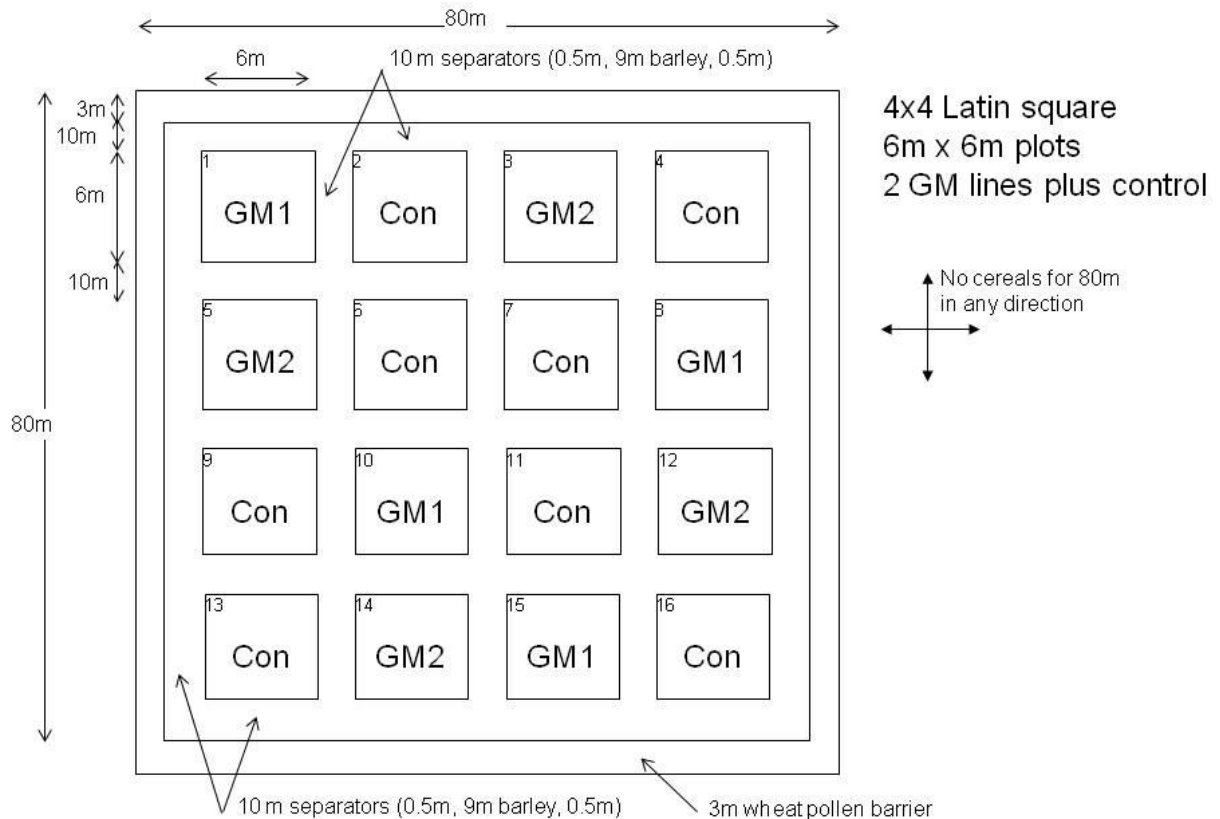 80m
6m
10 m separators (0.5m, 9m barley, 0.5m)
3m
10m
6m
10m
80m
4x4 Latin square
6m x 6m plots
2 GM lines plus control
No cereals for 80m
in any direction
1
GM1
2
Con
3
GM2
4
Con
5
GM2
6
Con
7
Con
8
GM1
9
Con
10
GM1
11
Con
12
GM2
13
Con
14
GM2
15
GM1
16
Con
10 m separators (0.5m, 9m barley, 0.5m)
3m wheat pollen barrier